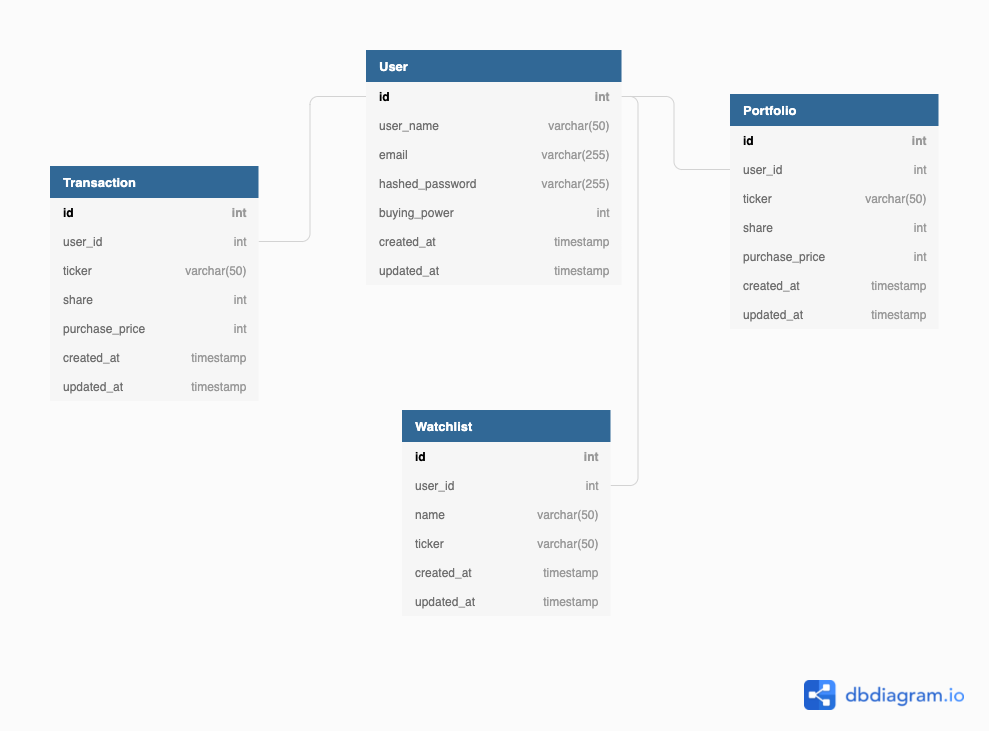 User
id int
user_name varchar(50)
email varchar(255)
hashed_password varchar(255)
buying_power int
created_at timestamp
updated_at timestamp
Portfolio
id int
user_id int
ticker varchar(50)
share int
purchase_price int
created_at timestamp
updated_at timestamp
Transaction
id int
user_id int
ticker varchar(50)
share int
purchase_price int
created_at timestamp
updated_at timestamp
Watchlist
id int
user_id int
name varchar(50)
ticker varchar(50)
created_at timestamp
updated_at timestamp
dbdiagram.io